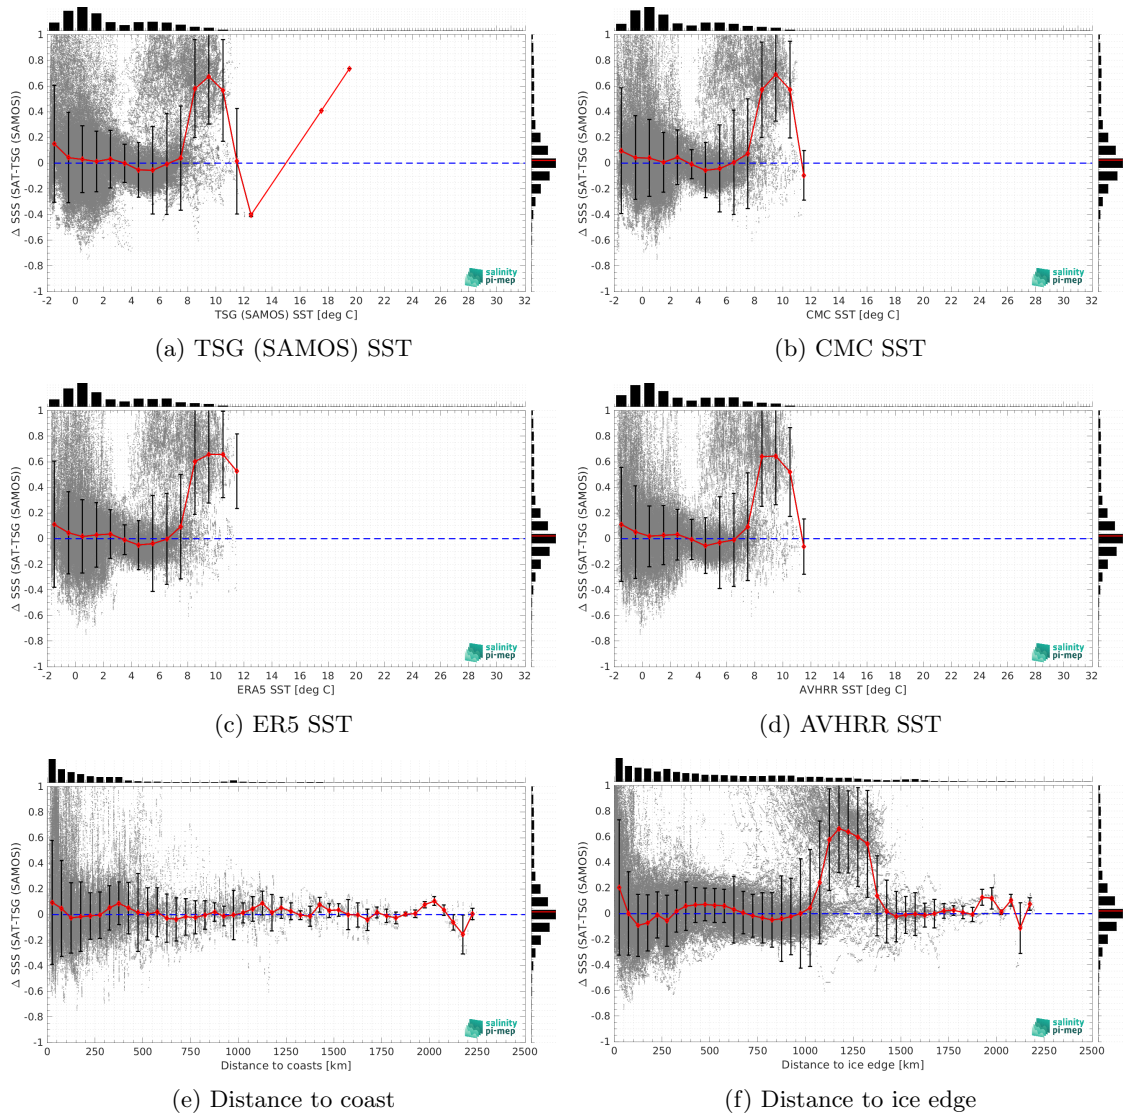 Δ SSS (SAT-TSG (SAMOS))
1
0.8
0.6
0.4
0.2
0
-0.2
-0.4
-0.6
-0.8
-1
-2 0 2 4 6 8 10 12 14 16 18 20 22 24 26 28 30 32
TSG (SAMOS) SST [deg C]
salinity
pi-mep
(a) TSG (SAMOS) SST
Δ SSS (SAT-TSG (SAMOS))
1
0.8
0.6
0.4
0.2
0
-0.2
-0.4
-0.6
-0.8
-1
-2 0 2 4 6 8 10 12 14 16 18 20 22 24 26 28 30 32
CMC SST [deg C]
salinity
pi-mep
(b) CMC SST
Δ SSS (SAT-TSG (SAMOS))
1
0.8
0.6
0.4
0.2
0
-0.2
-0.4
-0.6
-0.8
-1
-2 0 2 4 6 8 10 12 14 16 18 20 22 24 26 28 30 32
ERA5 SST [deg C]
salinity
pi-mep
(c) ER5 SST
Δ SSS (SAT-TSG (SAMOS))
1
0.8
0.6
0.4
0.2
0
-0.2
-0.4
-0.6
-0.8
-1
-2 0 2 4 6 8 10 12 14 16 18 20 22 24 26 28 30 32
AVHRR SST [deg C]
salinity
pi-mep
(d) AVHRR SST
Δ SSS (SAT-TSG (SAMOS))
1
0.8
0.6
0.4
0.2
0
-0.2
-0.4
-0.6
-0.8
-1
0 250 500 750 1000 1250 1500 1750 2000 2250 2500
Distance to coasts [km]
salinity
pi-mep
(e) Distance to coast
Δ SSS (SAT-TSG (SAMOS))
1
0.8
0.6
0.4
0.2
0
-0.2
-0.4
-0.6
-0.8
-1
0 250 500 750 1000 1250 1500 1750 2000 2250 2500
Distance to ice edge [km]
salinity
pi-mep
(f) Distance to ice edge